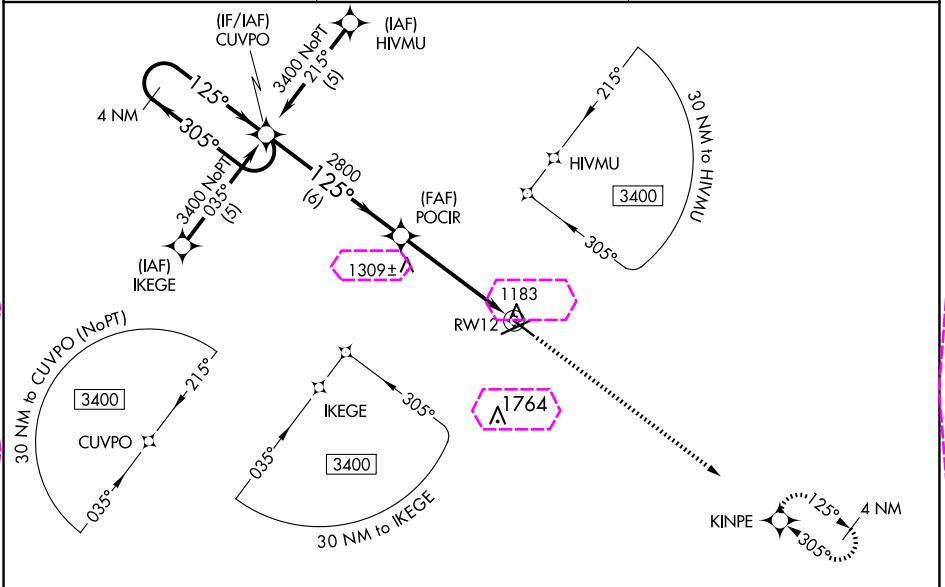 (IF/IAF)
CUVPO
(IAF)
HIVMU
3400 NoPT
215°
(5)
125°
4 NM
305°
2800
125°
(6)
3400 NoPT
035°
(5)
(IAF)
IKEGE
(FAF)
POCIR
1309±
1183
RW12
1764
215°
HIVMU
3400
305°
30 NM to HIVMU
30 NM to CUVPO (NoPT)
3400
215°
CUVPO
035°
IKEGE
305°
035°
3400
30 NM to IKEGE
KINPE
125°
4 NM
305°